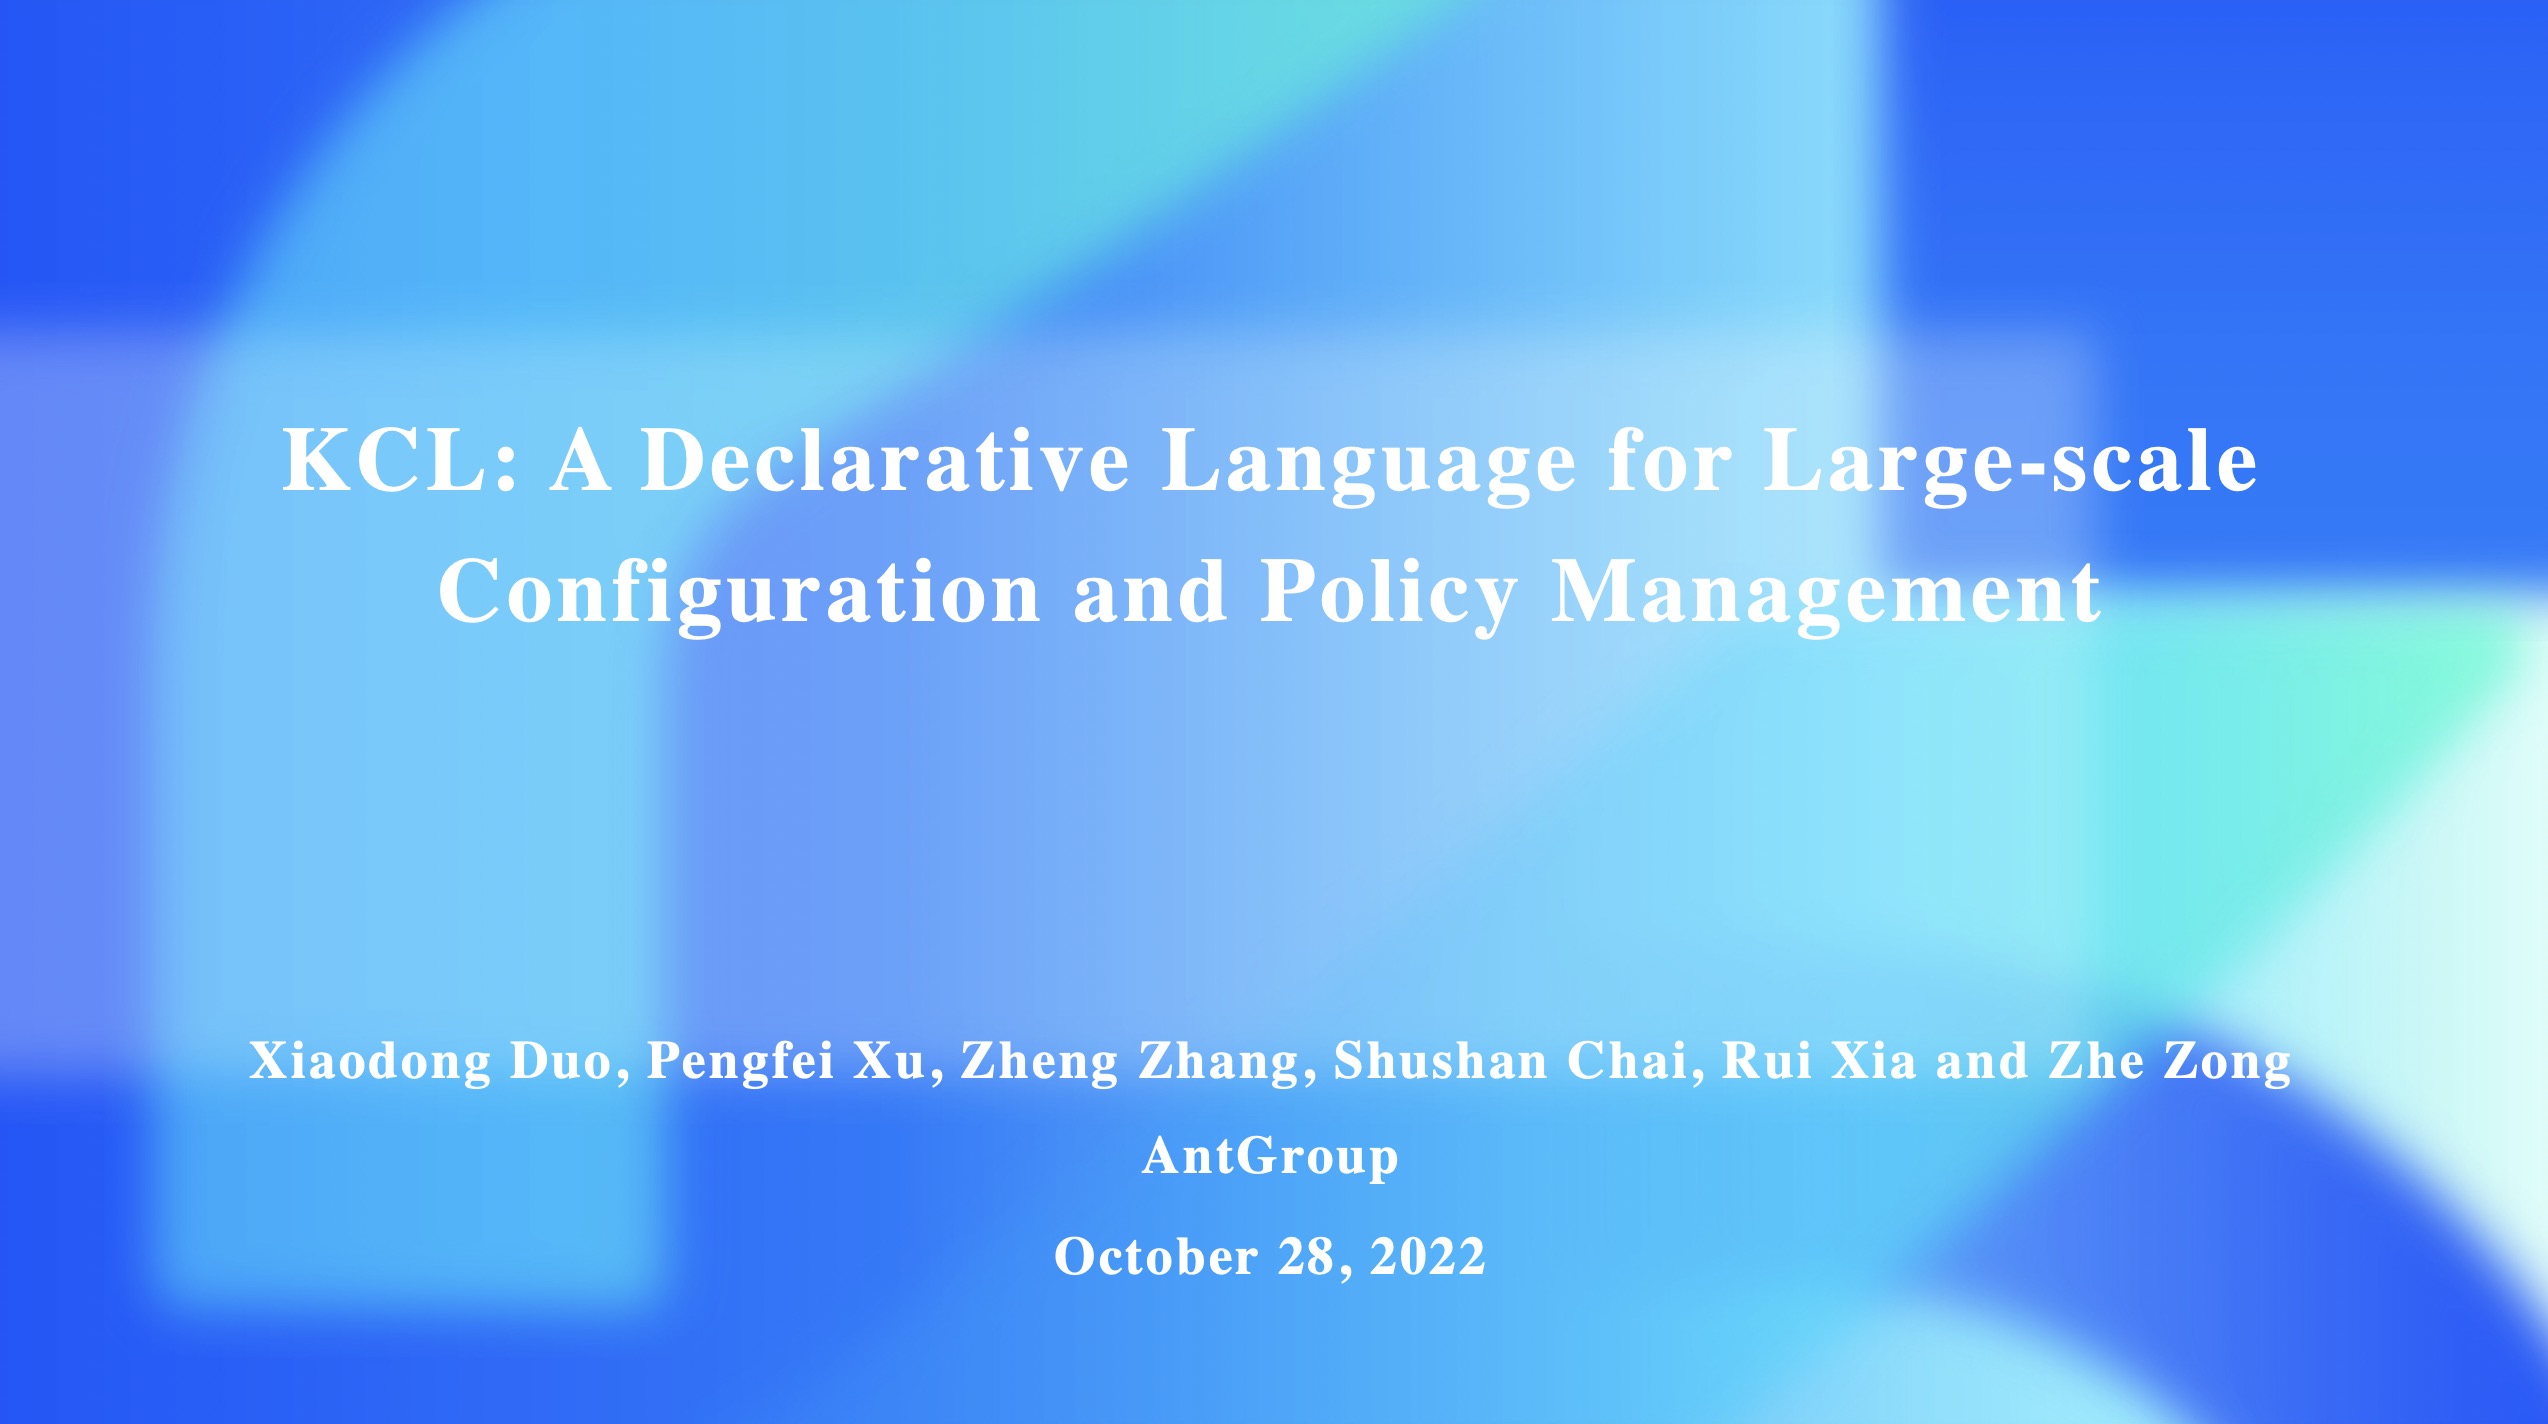 KCL: A Declarative Language for Large-scale
Configuration and Policy Management
Xiaodong Duo, Pengfei Xu, Zheng Zhang, Shushan Chai, Rui Xia and Zhe Zong
AntGroup
October 28, 2022